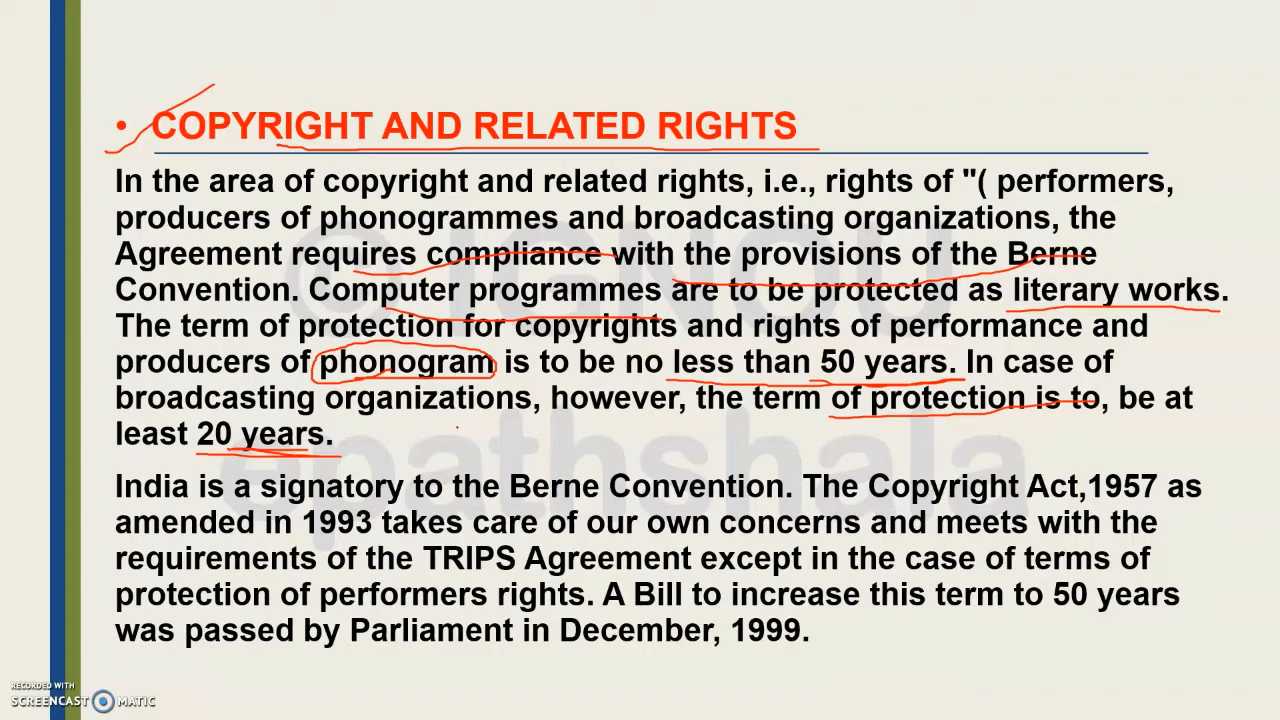 • COPYRIGHT AND RELATED RIGHTS
In the area of copyright and related rights, i.e., rights of "( performers,
producers of phonogrammes and broadcasting organizations, the
Agreement requires compliance with the provisions of the Berne
Convention. Computer programmes are to be protected as literary works.
The term of protection for copyrights and rights of performance and
producers of phonogram is to be no less than 50 years. In case of
broadcasting organizations, however, the term of protection is to, be at
least 20 years.
India is a signatory to the Berne Convention. The Copyright Act,1957 as
amended in 1993 takes care of our own concerns and meets with the
requirements of the TRIPS Agreement except in the case of terms of
protection of performers rights. A Bill to increase this term to 50 years
was passed by Parliament in December, 1999.
© IGNOU
epathshala
RECORDED WITH
SCREENCAST MATIC